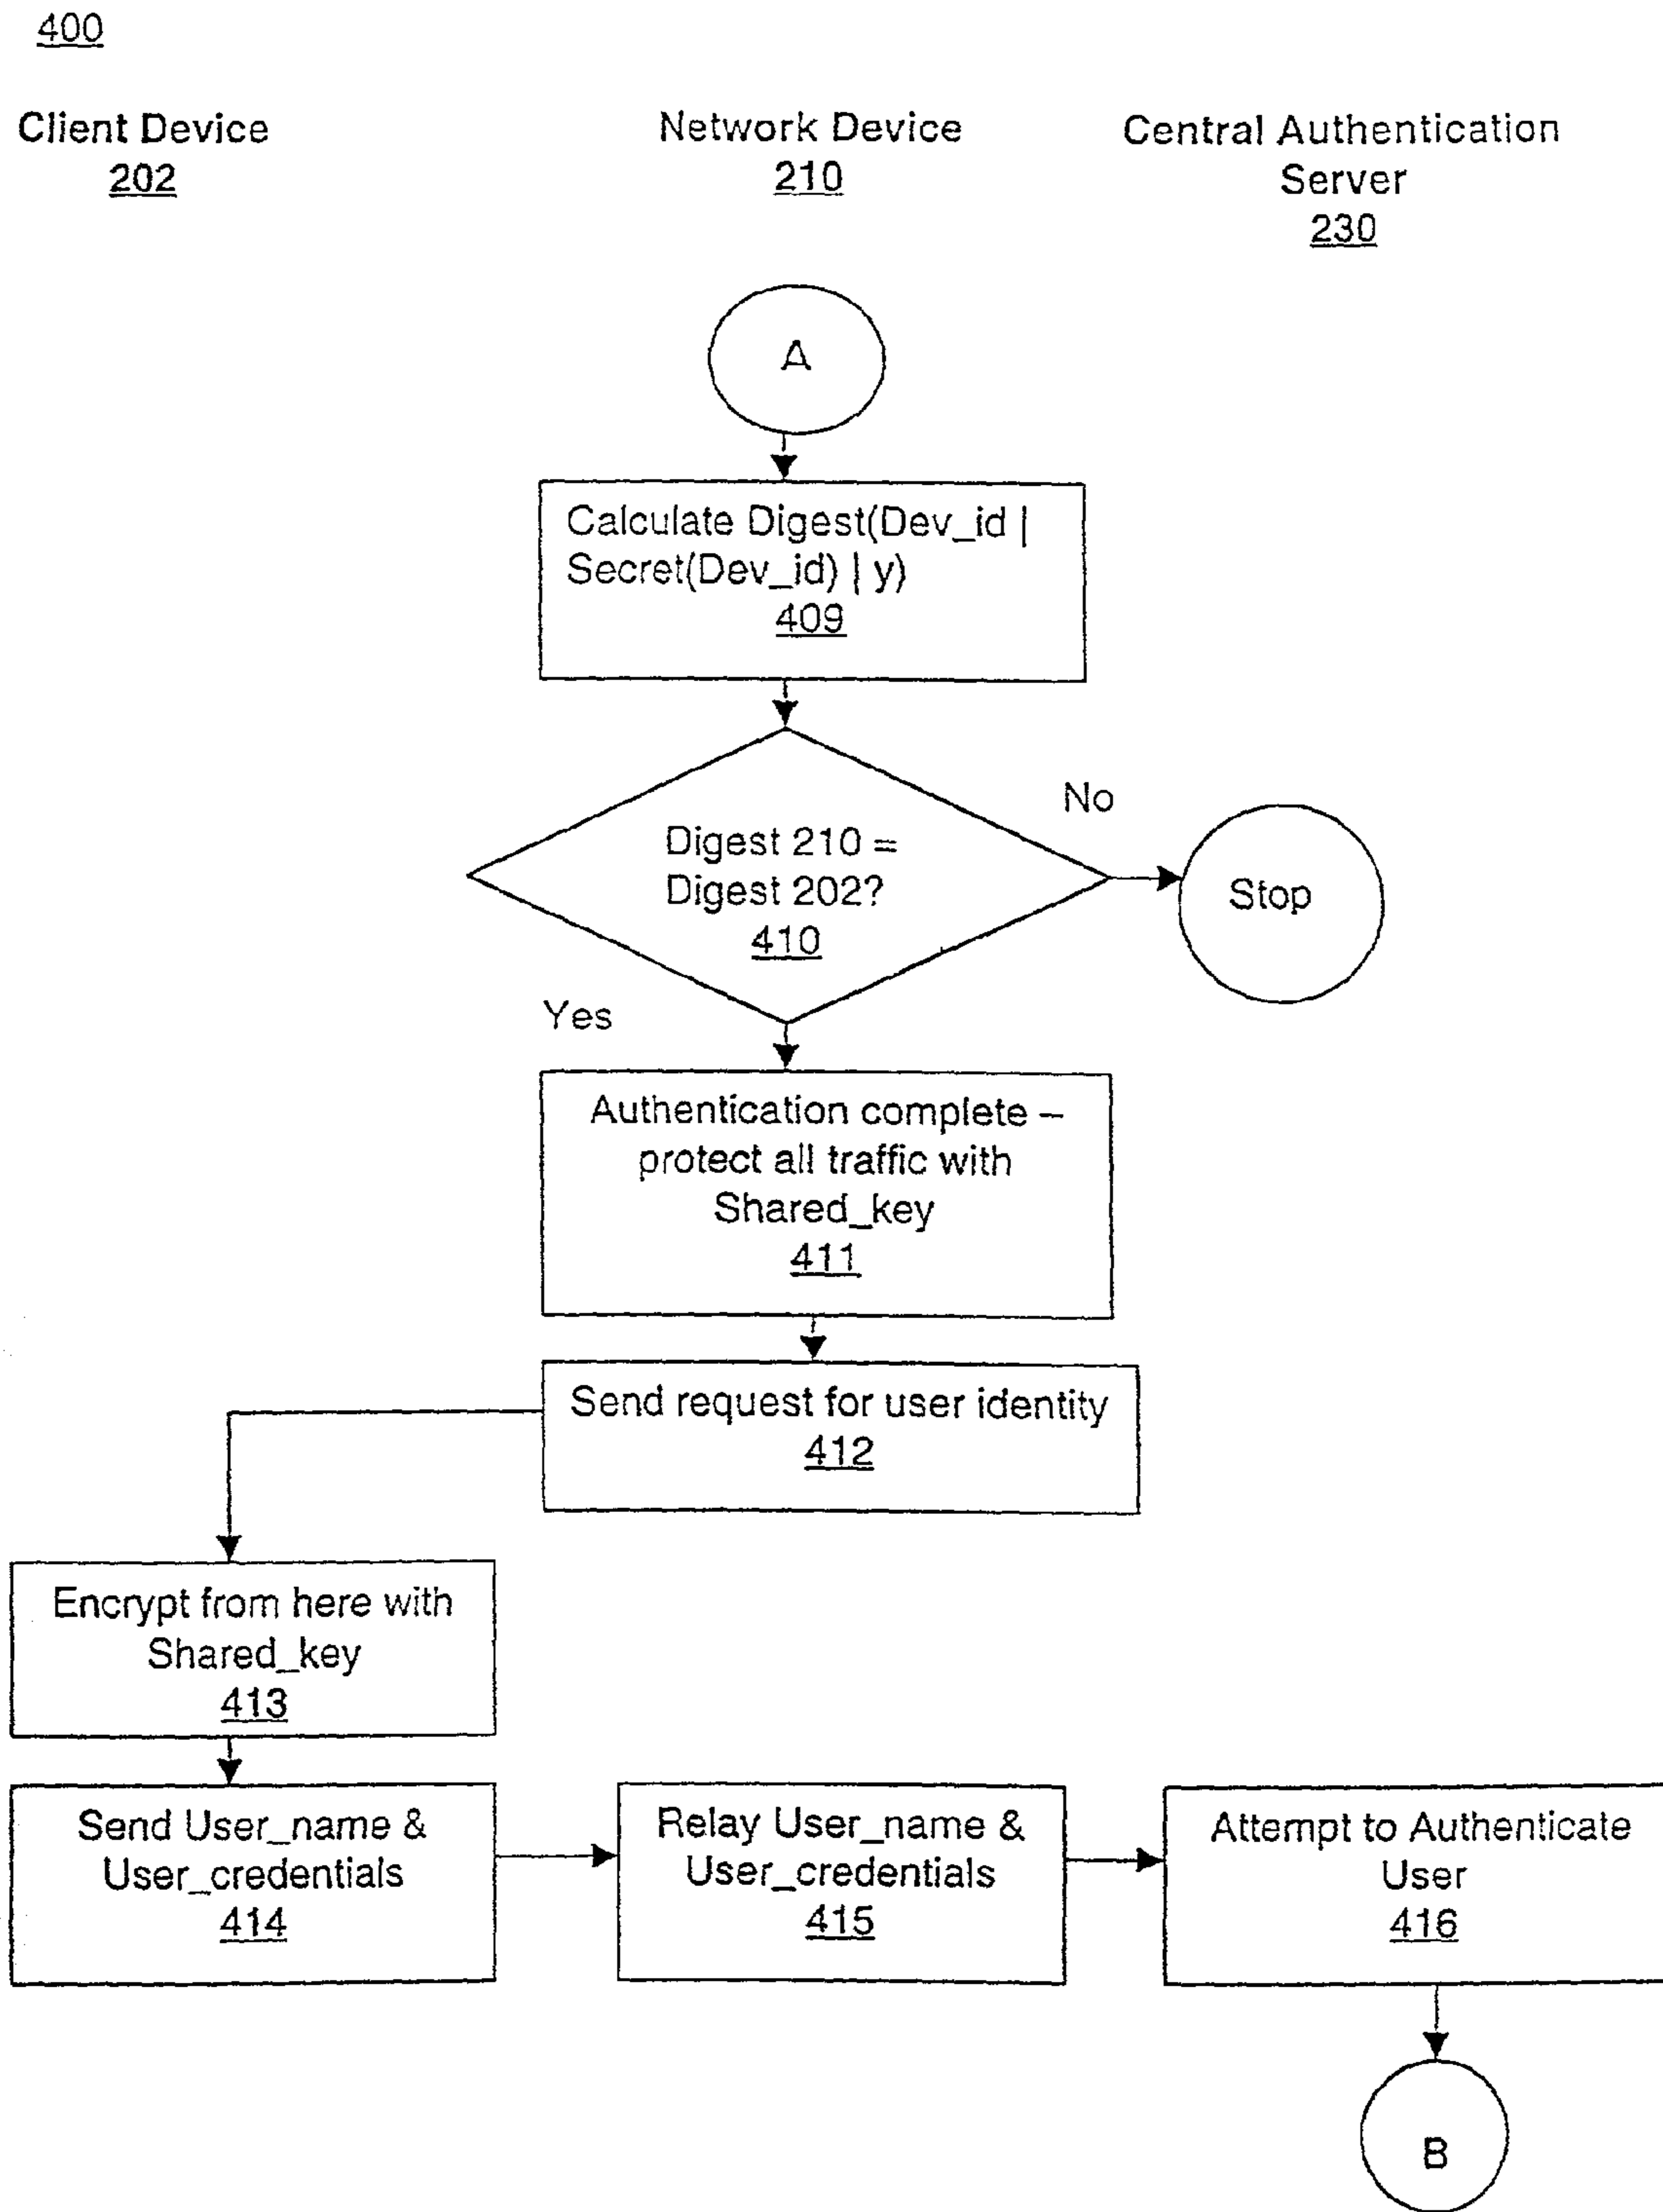 400
Client Device
202
Network Device
210
Central Authentication
Server
230
A
Calculate Digest(Dev_id |
Secret(Dev_id) | y)
409
Digest 210 =
Digest 202?
410
No
Stop
Yes
Authentication complete –
protect all traffic with
Shared_key
411
Send request for user identity
412
Encrypt from here with
Shared_key
413
Send User_name &
User_credentials
414
Relay User_name &
User_credentials
415
Attempt to Authenticate
User
416
B